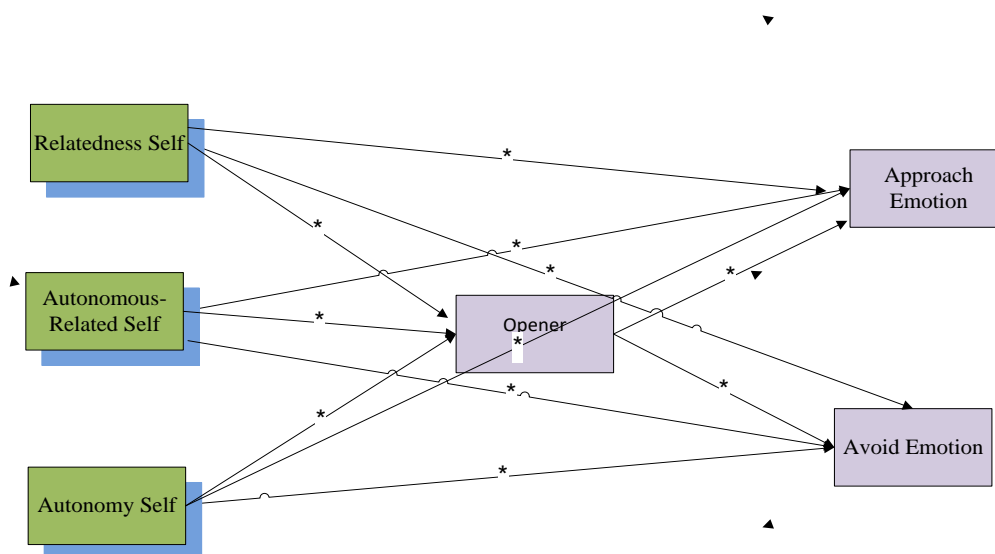 Relatedness Self
*
Approach
Emotion
*
*
*
*
Autonomous-
Related Self
*
Opener
*
*
*
*
Avoid Emotion
*
Autonomy Self